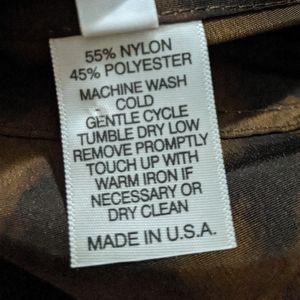 55% NYLON
45% POLYESTER
MACHINE WASH
COLD
GENTLE CYCLE
TUMBLE DRY LOW
REMOVE PROMPTLY
TOUCH UP WITH
WARM IRON IF
NECESSARY OR
DRY CLEAN
MADE IN U.S.A.